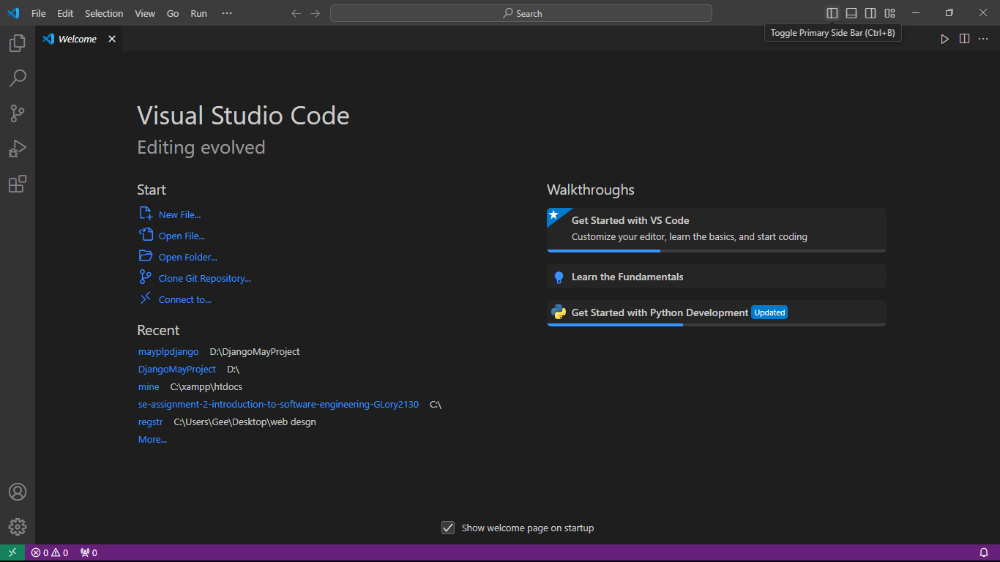 File Edit Selection View Go Run ··· Search
Toggle Primary Side Bar (Ctrl+B)
Welcome
Visual Studio Code
Editing evolved
Start
New File...
Open File...
Open Folder...
Clone Git Repository...
Connect to...
Recent
mayplpdjango D:\DjangoMayProject
DjangoMayProject D:\
mine C:\xampp\htdocs
se-assignment-2-introduction-to-software-engineering-GLory2130 C:\
regstr C:\Users\Gee\Desktop\web desgn
More...
Walkthroughs
Get Started with VS Code
Customize your editor, learn the basics, and start coding
Learn the Fundamentals
Get Started with Python Development Updated
Show welcome page on startup
0 0 0